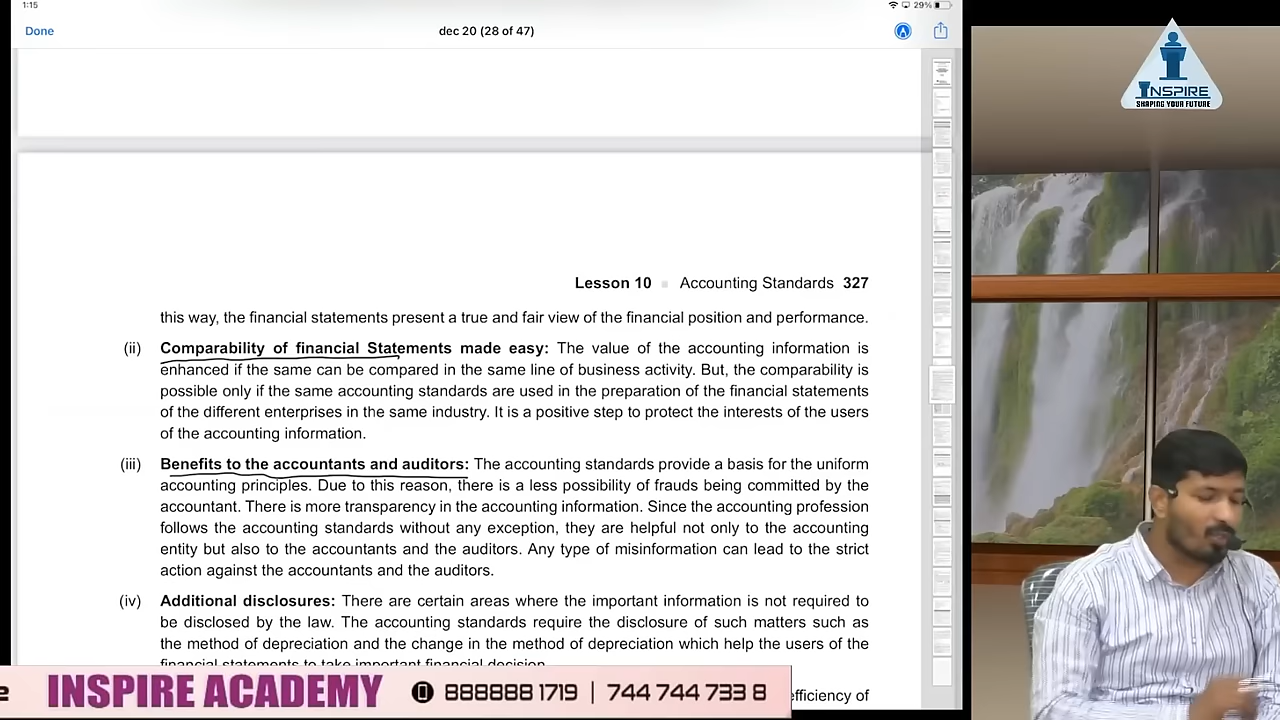 1:15
29%
Done
dec 20 (28 of 47)
INSPIRE
SHAPING YOUR FUTURE
Lesson 10 Accounting Standards 327
this way, the financial statements present a true and fair view of the financial position and performance.
(ii) Comparability of financial Statements made easy: The value of the accounting information is
enhanced if the same can be compared in the same line of business activity. But, the comparability is
possible only if the same accounting standards are used in the preparation of the financial statements
of the different enterprises in the same industry. It is a positive step to protect the interests of the users
of the accounting information.
(iii) Benefits to the accountants and auditors: The accounting standards provide a basis for the uniform
accounting principles. Due to this reason, there is a less possibility of frauds being committed by the
accountant. There is more transparency in the accounting information. Since the accounting profession
follows the accounting standards without any exception, they are helpful not only to the accounting
entity but also to the accountants and the auditors. Any type of misinformation can lead to the strict
action against the accountants and the auditors.
(iv) Additional disclosures: There are certain areas where the important information is not required to
be disclosed by the law. The accounting standards require the disclosure of such matters such as
the method of depreciation and the change in the method of depreciation which help the users of the
financial statements to take important financial decision.
efficiency of
e INSPIRE ACADEMY 888888 1719 | 744 744 733 8